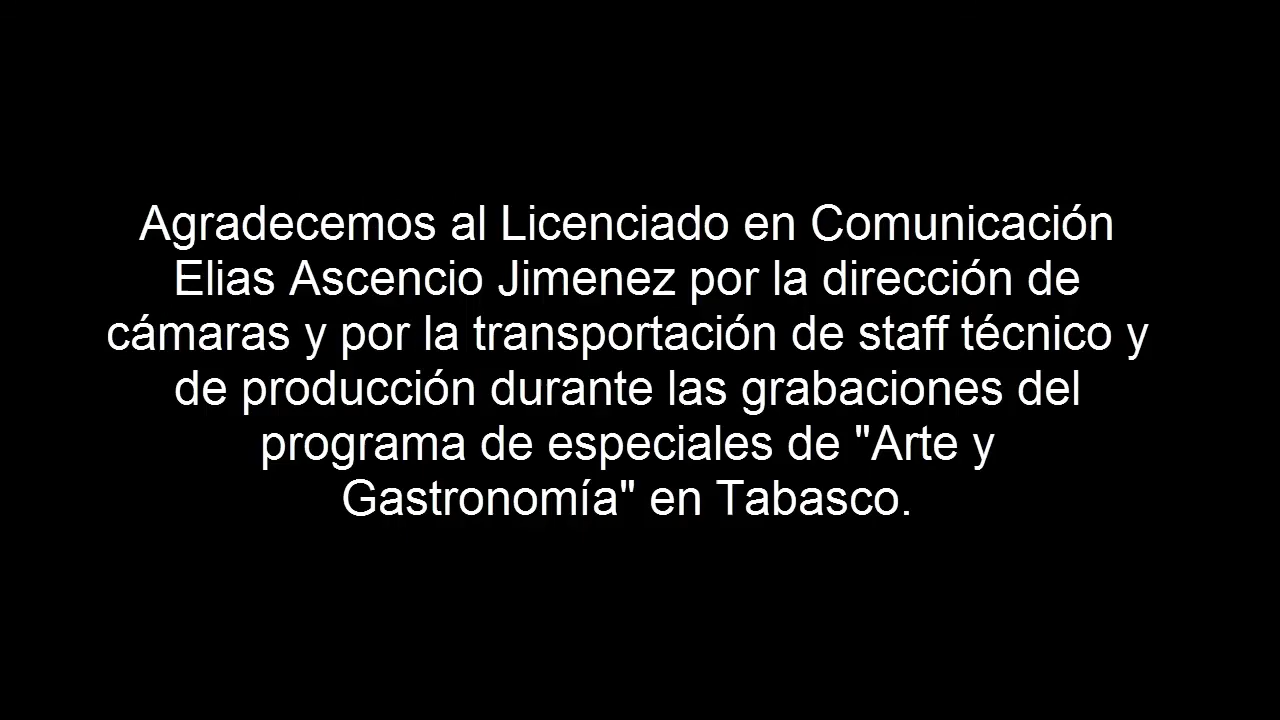 Agradecemos al Licenciado en Comunicación
Elias Ascencio Jimenez por la dirección de
cámaras y por la transportación de staff técnico y
de producción durante las grabaciones del
programa de especiales de "Arte y
Gastronomía" en Tabasco.